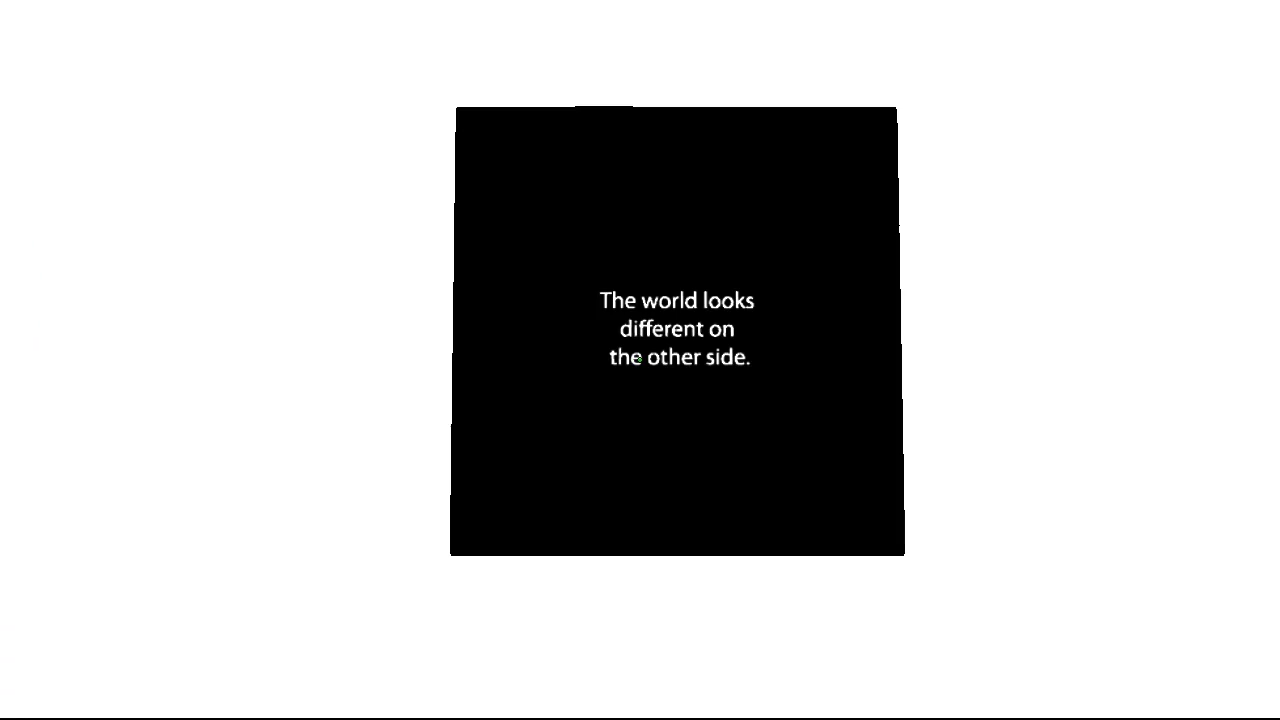 The world looks
different on
the other side.